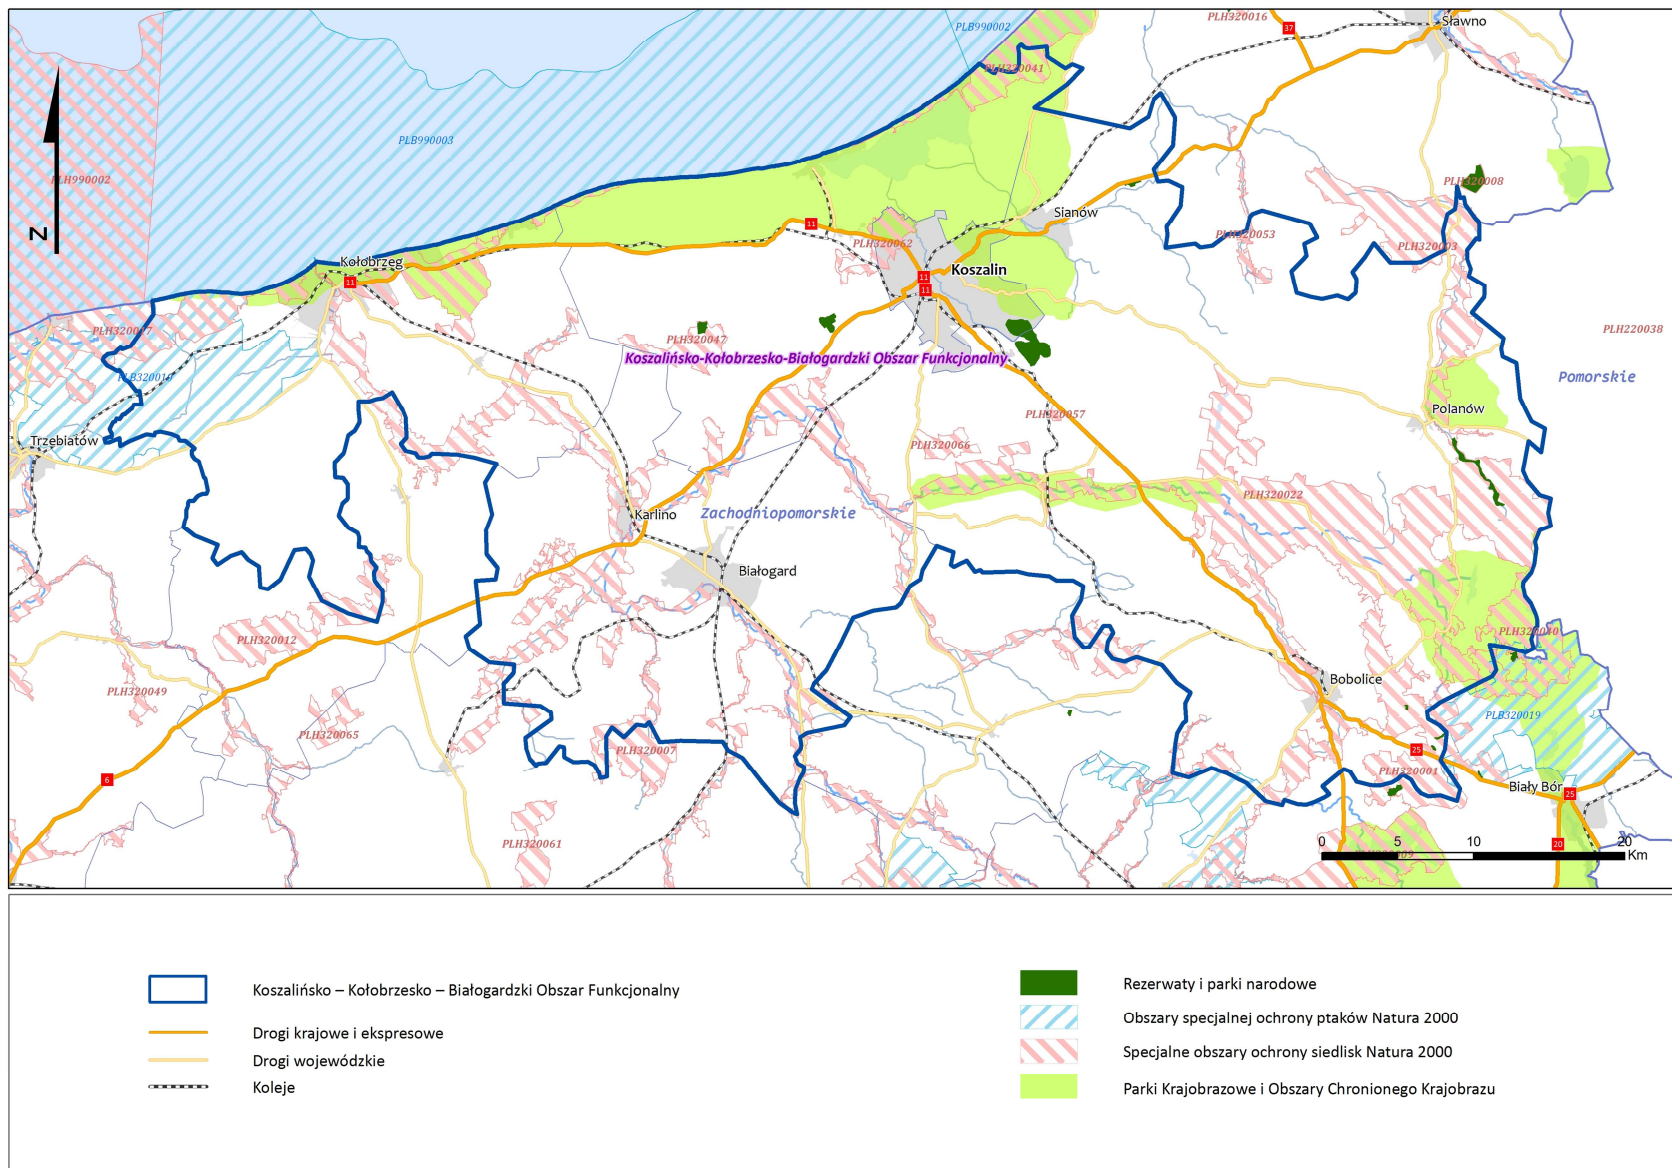 PLH320016
Sławno
PLB990002
37
PLH320041
PLB990003
PLH990002
PLH320008
Sianów
11
PLH320053
PLH320003
PLH320062
N
Kołobrzeg
Koszalin
11
11
11
PLH320017
PLH320047
PLH220038
Koszalińsko-Kołobrzesko-Białogardzki Obszar Funkcjonalny
PLB320010
Pomorskie
Polanów
PLH320057
Trzebiatów
PLH320066
PLH320022
Karlino
Zachodniopomorskie
Białogard
PLH320012
PLH320040
PLH320049
Bobolice
PLB320019
PLH320065
PLH320007
25
PLH320001
6
Biały Bór
25
PLH320061
20
0 5 10 20
Km
Koszalińsko – Kołobrzesko – Białogardzki Obszar Funkcjonalny
Drogi krajowe i ekspresowe
Drogi wojewódzkie
Koleje
Rezerwaty i parki narodowe
Obszary specjalnej ochrony ptaków Natura 2000
Specjalne obszary ochrony siedlisk Natura 2000
Parki Krajobrazowe i Obszary Chronionego Krajobrazu